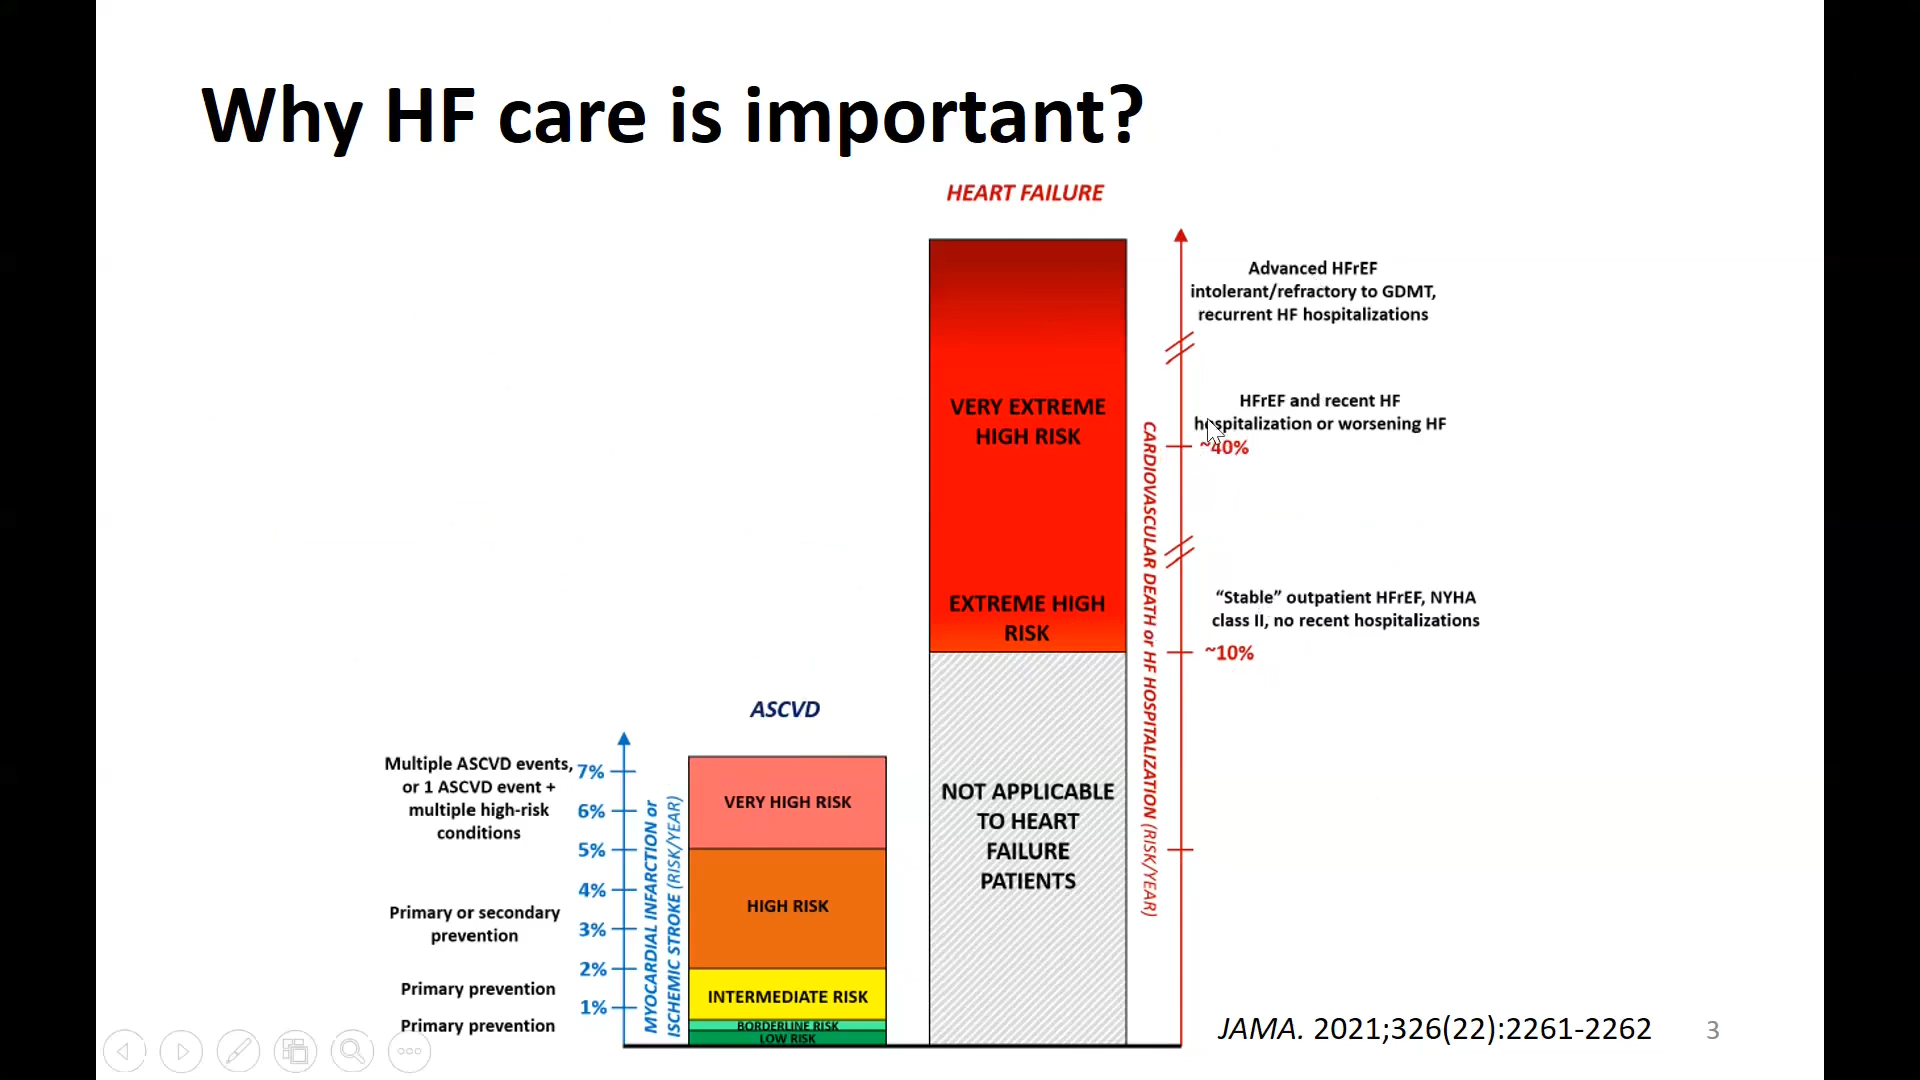 Why HF care is important?
HEART FAILURE
Advanced HFrEF
intolerant/refractory to GDMT,
recurrent HF hospitalizations
VERY EXTREME
HIGH RISK
HFrEF and recent HF
hospitalization or worsening HF
~40%
EXTREME HIGH
RISK
"Stable" outpatient HFrEF, NYHA
class II, no recent hospitalizations
~10%
CARDIOVASCULAR DEATH or HF HOSPITALIZATION (RISK/YEAR)
NOT APPLICABLE
TO HEART
FAILURE
PATIENTS
ASCVD
Multiple ASCVD events,
or 1 ASCVD event +
multiple high-risk
conditions
Primary or secondary
prevention
Primary prevention
Primary prevention
7%
6%
5%
4%
3%
2%
1%
MYOCARDIAL INFARCTION or
ISCHEMIC STROKE (RISK/YEAR)
VERY HIGH RISK
HIGH RISK
INTERMEDIATE RISK
BORDERLINE RISK
LOW RISK
JAMA. 2021;326(22):2261-2262
3